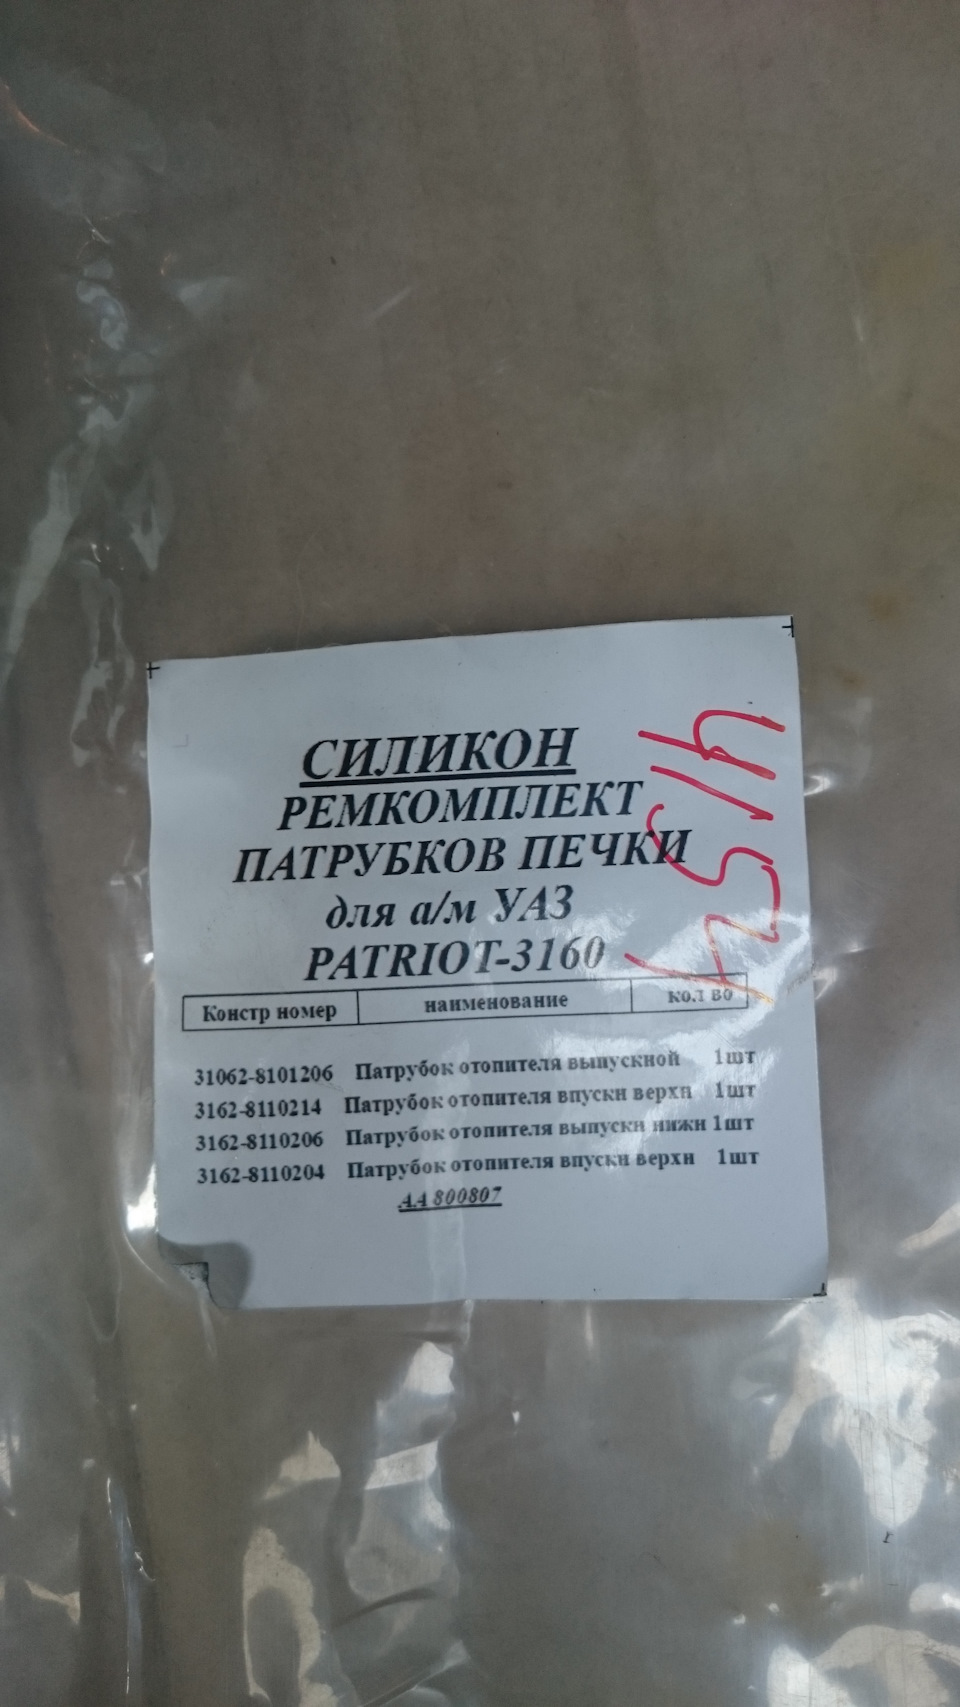 СИЛИКОН
РЕМКОМПЛЕКТ
ПАТРУБКОВ ПЕЧКИ
для а/м УАЗ
PATRIOT-3160
Констр номер наименование кол во
31062-8101206 Патрубок отопителя выпускной 1шт
3162-8110214 Патрубок отопителя впускн верхн 1шт
3162-8110206 Патрубок отопителя выпускн нижн 1шт
3162-8110204 Патрубок отопителя впускн верхн 1шт
АА 800807